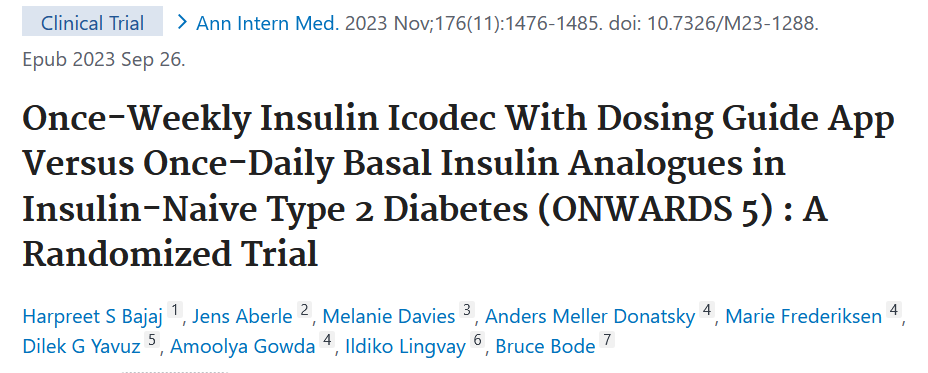 Clinical Trial > Ann Intern Med. 2023 Nov;176(11):1476-1485. doi: 10.7326/M23-1288.
Epub 2023 Sep 26.
Once-Weekly Insulin Icodec With Dosing Guide App
Versus Once-Daily Basal Insulin Analogues in
Insulin-Naive Type 2 Diabetes (ONWARDS 5) : A
Randomized Trial
Harpreet S Bajaj 1, Jens Aberle 2, Melanie Davies 3, Anders Meller Donatsky 4, Marie Frederiksen 4,
Dilek G Yavuz 5, Amoolya Gowda 4, Ildiko Lingvay 6, Bruce Bode 7